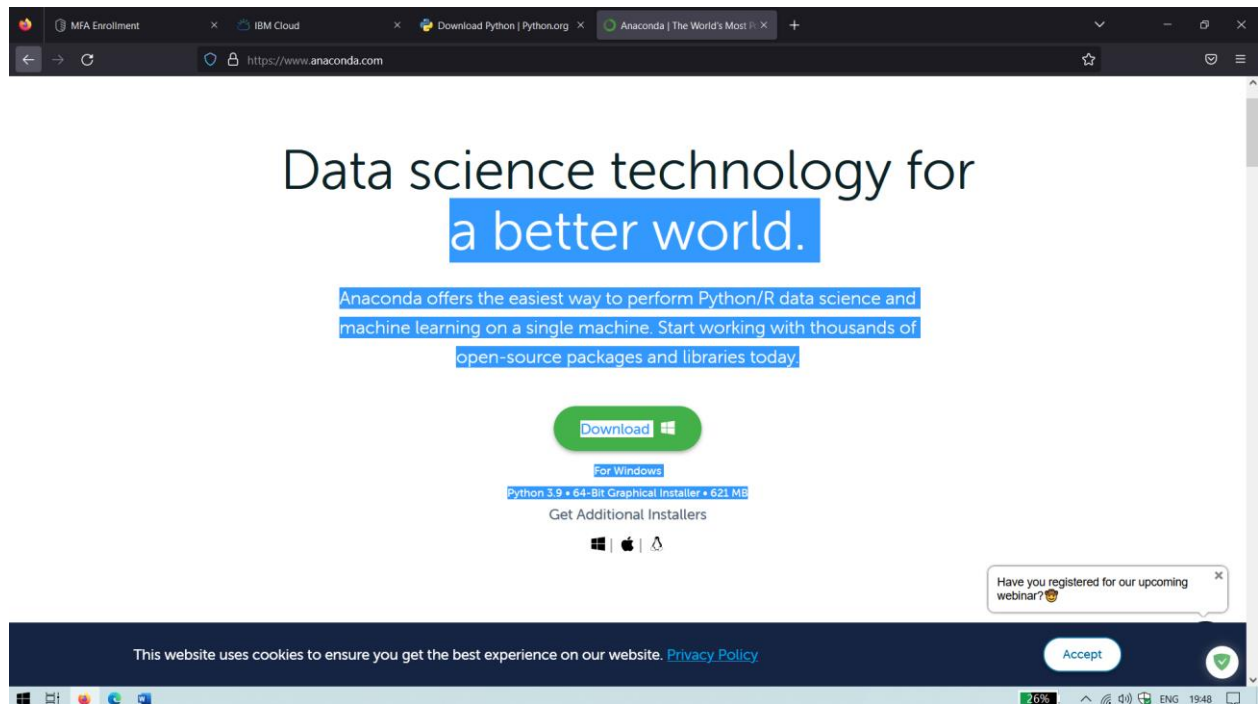 MFA Enrollment
IBM Cloud
Download Python | Python.org
Anaconda | The World's Most P
https://www.anaconda.com
Data science technology for
a better world.
Anaconda offers the easiest way to perform Python/R data science and
machine learning on a single machine. Start working with thousands of
open-source packages and libraries today.
Download
For Windows
Python 3.9 • 64-Bit Graphical Installer • 621 MB
Get Additional Installers
| |
Have you registered for our upcoming
webinar?🤓
This website uses cookies to ensure you get the best experience on our website. Privacy Policy
Accept
26%
ENG
19:48